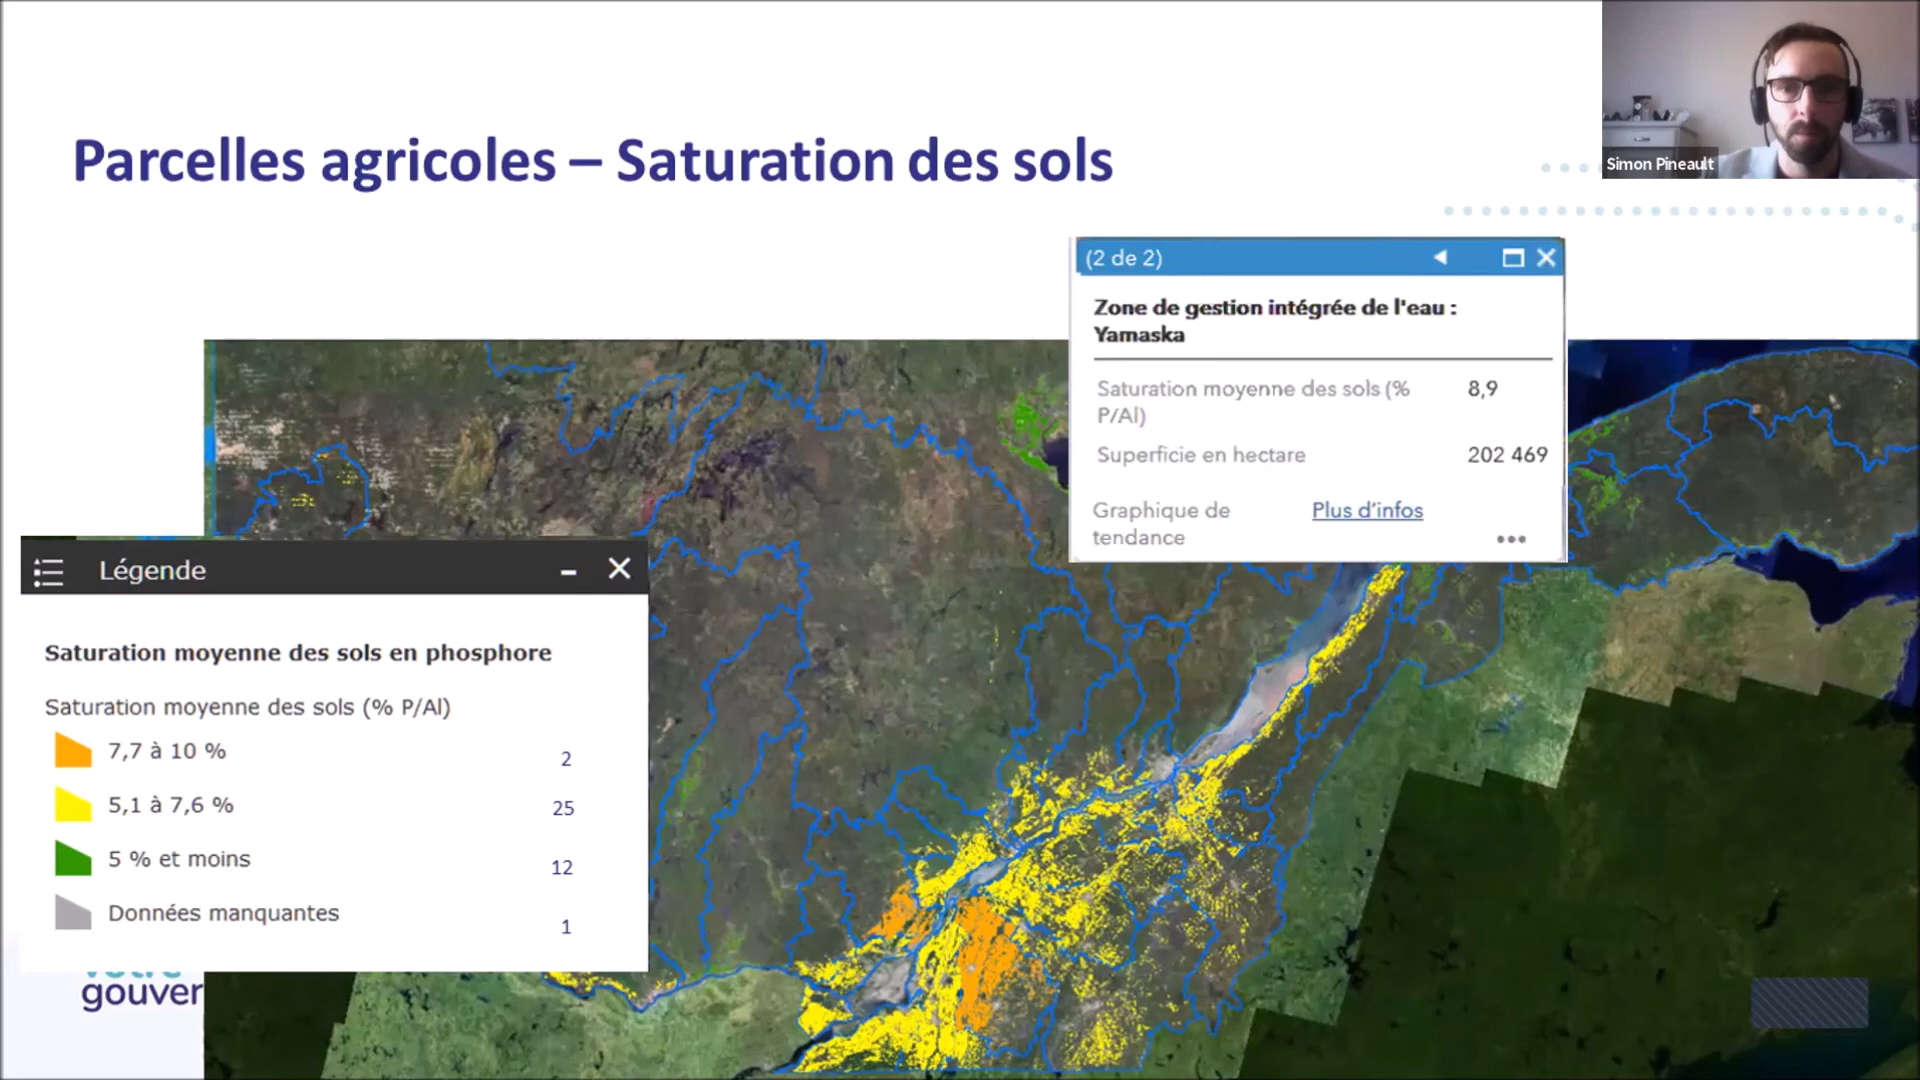 Simon Pineault
Parcelles agricoles – Saturation des sols
(2 de 2)
Zone de gestion intégrée de l'eau :
Yamaska
Saturation moyenne des sols (% 8,9
P/Al)
Superficie en hectare 202 469
Graphique de Plus d’infos
tendance
Légende
Saturation moyenne des sols en phosphore
Saturation moyenne des sols (% P/Al)
7,7 à 10 % 2
5,1 à 7,6 % 25
5 % et moins 12
Données manquantes 1
gouver